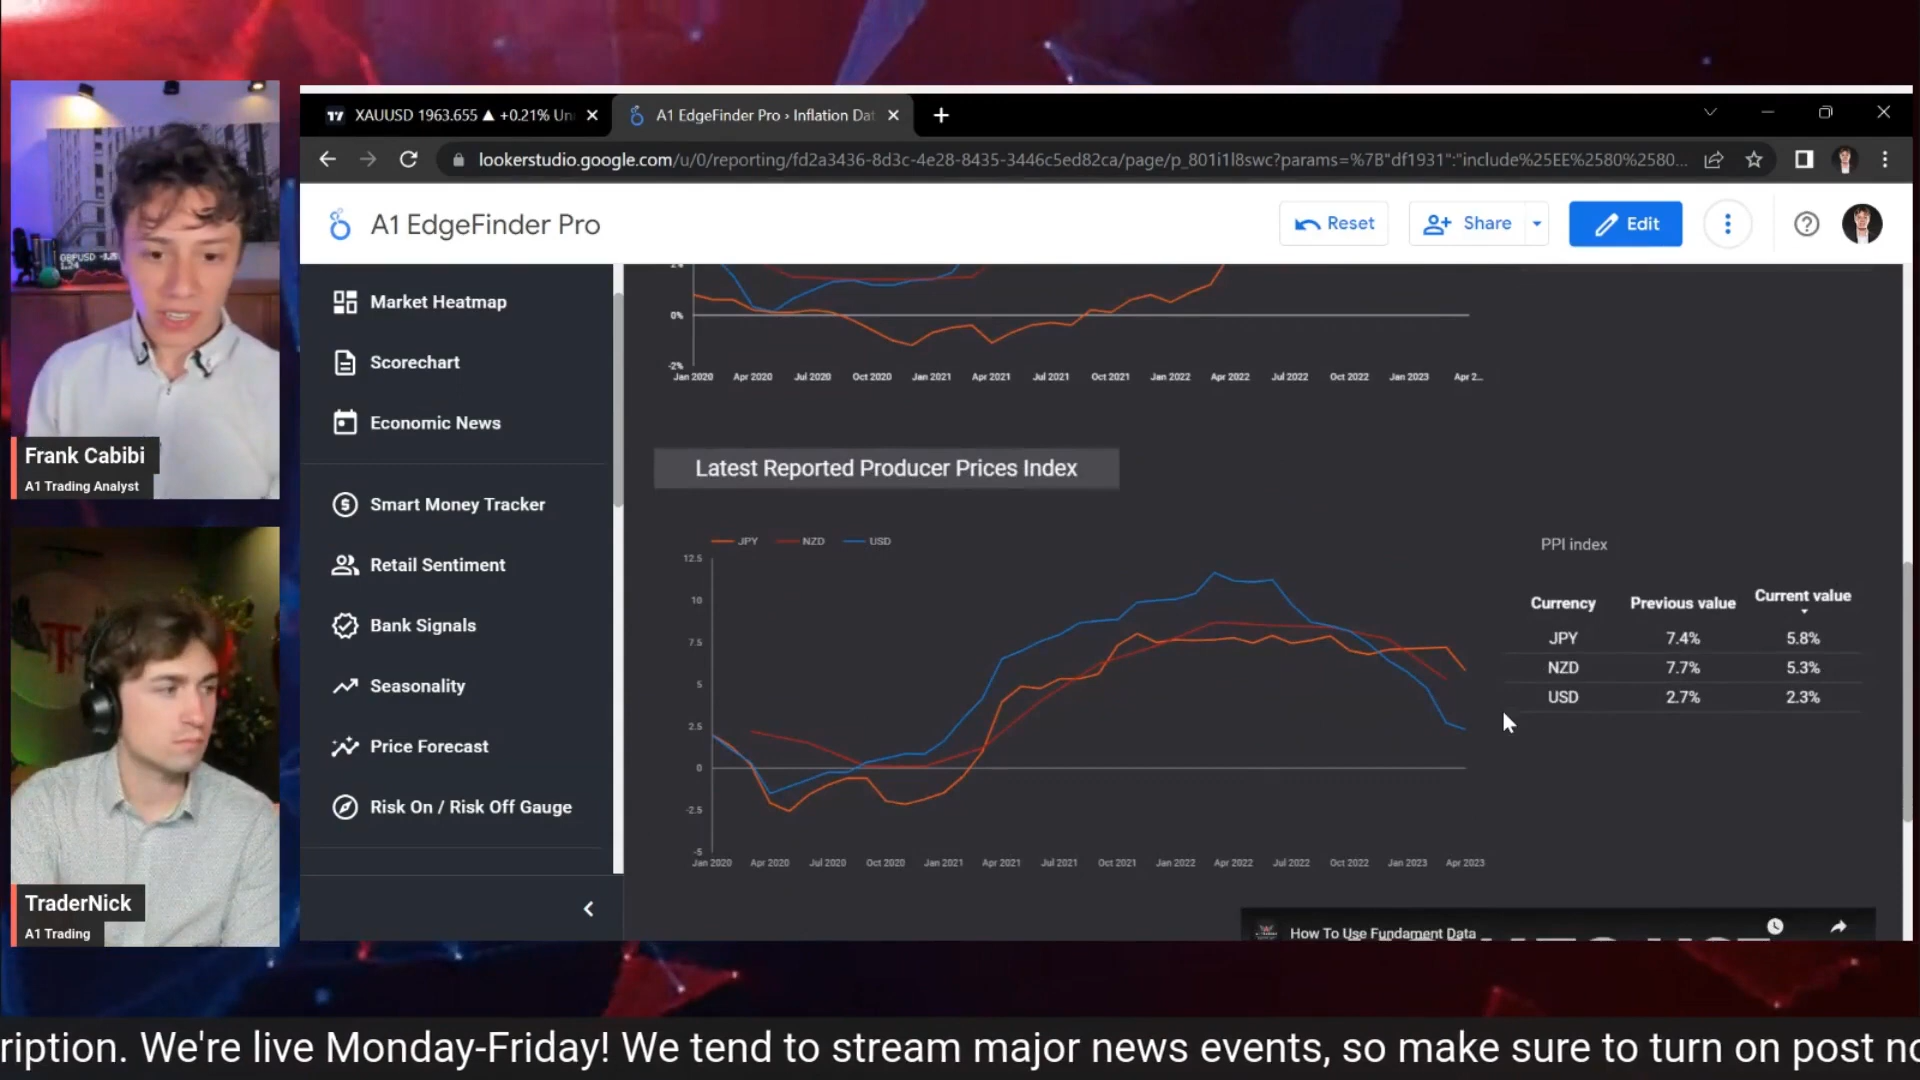 XAUUSD 1963.655 ▲ +0.21% Un
A1 EdgeFinder Pro › Inflation Dat
lookerstudio.google.com/u/0/reporting/fd2a3436-8d3c-4e28-8435-3446c5ed82ca/page/p_801i1l8swc?params=%7B"df1931":"include%25EE%2580%2580...
A1 EdgeFinder Pro
Reset
Share
Edit
Market Heatmap
Scorechart
Economic News
Smart Money Tracker
Retail Sentiment
Bank Signals
Seasonality
Price Forecast
Risk On / Risk Off Gauge
2%
0%
-2%
Jan 2020 Apr 2020 Jul 2020 Oct 2020 Jan 2021 Apr 2021 Jul 2021 Oct 2021 Jan 2022 Apr 2022 Jul 2022 Oct 2022 Jan 2023 Apr 2...
Latest Reported Producer Prices Index
JPY NZD USD
12.5
10
7.5
5
2.5
0
-2.5
-5
Jan 2020 Apr 2020 Jul 2020 Oct 2020 Jan 2021 Apr 2021 Jul 2021 Oct 2021 Jan 2022 Apr 2022 Jul 2022 Oct 2022 Jan 2023 Apr 2023
PPI index
Currency Previous value Current value
JPY 7.4% 5.8%
NZD 7.7% 5.3%
USD 2.7% 2.3%
How To Use Fundament Data
GBPUSD
Frank Cabibi
A1 Trading Analyst
TraderNick
A1 Trading
ription. We're live Monday-Friday! We tend to stream major news events, so make sure to turn on post no